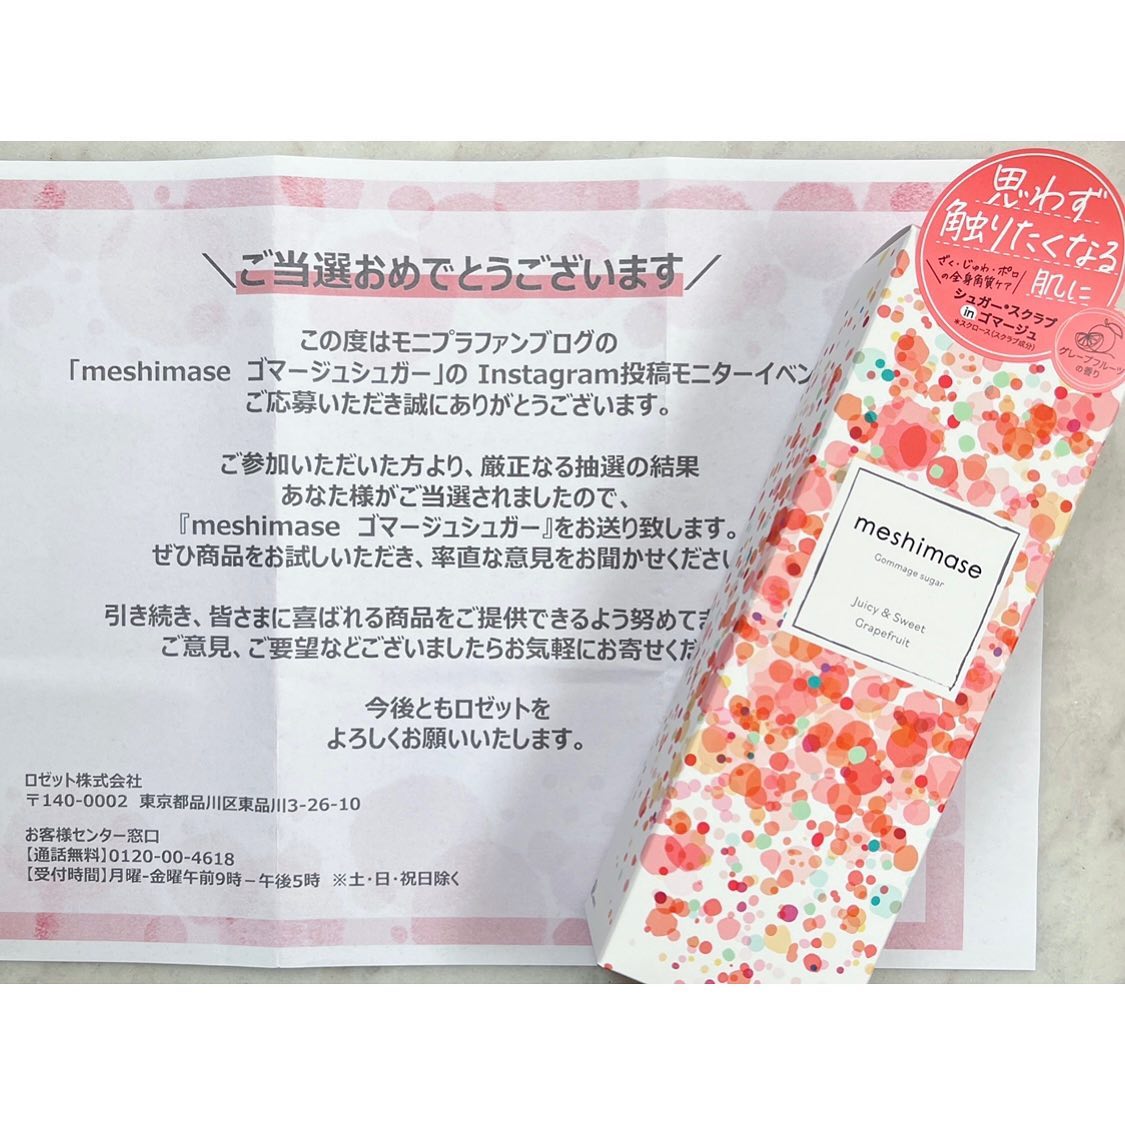 ご当選おめでとうございます
この度はモニプラファンブログの
「meshimase ゴマージュシュガー」の Instagram投稿モニターイベン
ご応募いただき誠にありがとうございます。
ご参加いただいた方より、厳正なる抽選の結果
あなた様がご当選されましたので、
『meshimase ゴマージュシュガー』をお送り致します。
ぜひ商品をお試しいただき、率直な意見をお聞かせください
引き続き、皆さまに喜ばれる商品をご提供できるよう努めてま
ご意見、ご要望などございましたらお気軽にお寄せくだ
今後ともロゼットを
よろしくお願いいたします。
ロゼット株式会社
〒140-0002 東京都品川区東品川3-26-10
お客様センター窓口
【通話無料】0120-00-4618
【受付時間】月曜-金曜午前9時－午後5時 ※土・日・祝日除く
思わず
触りたくなる
肌に
ざく・じゅわ・ポロ
の全身角質ケア
シュガー*スクラブ
in ゴマージュ
*スクロース(スクラブ成分)
グレープフルーツ
の香り
meshimase
Gommage sugar
Juicy & Sweet
Grapefruit